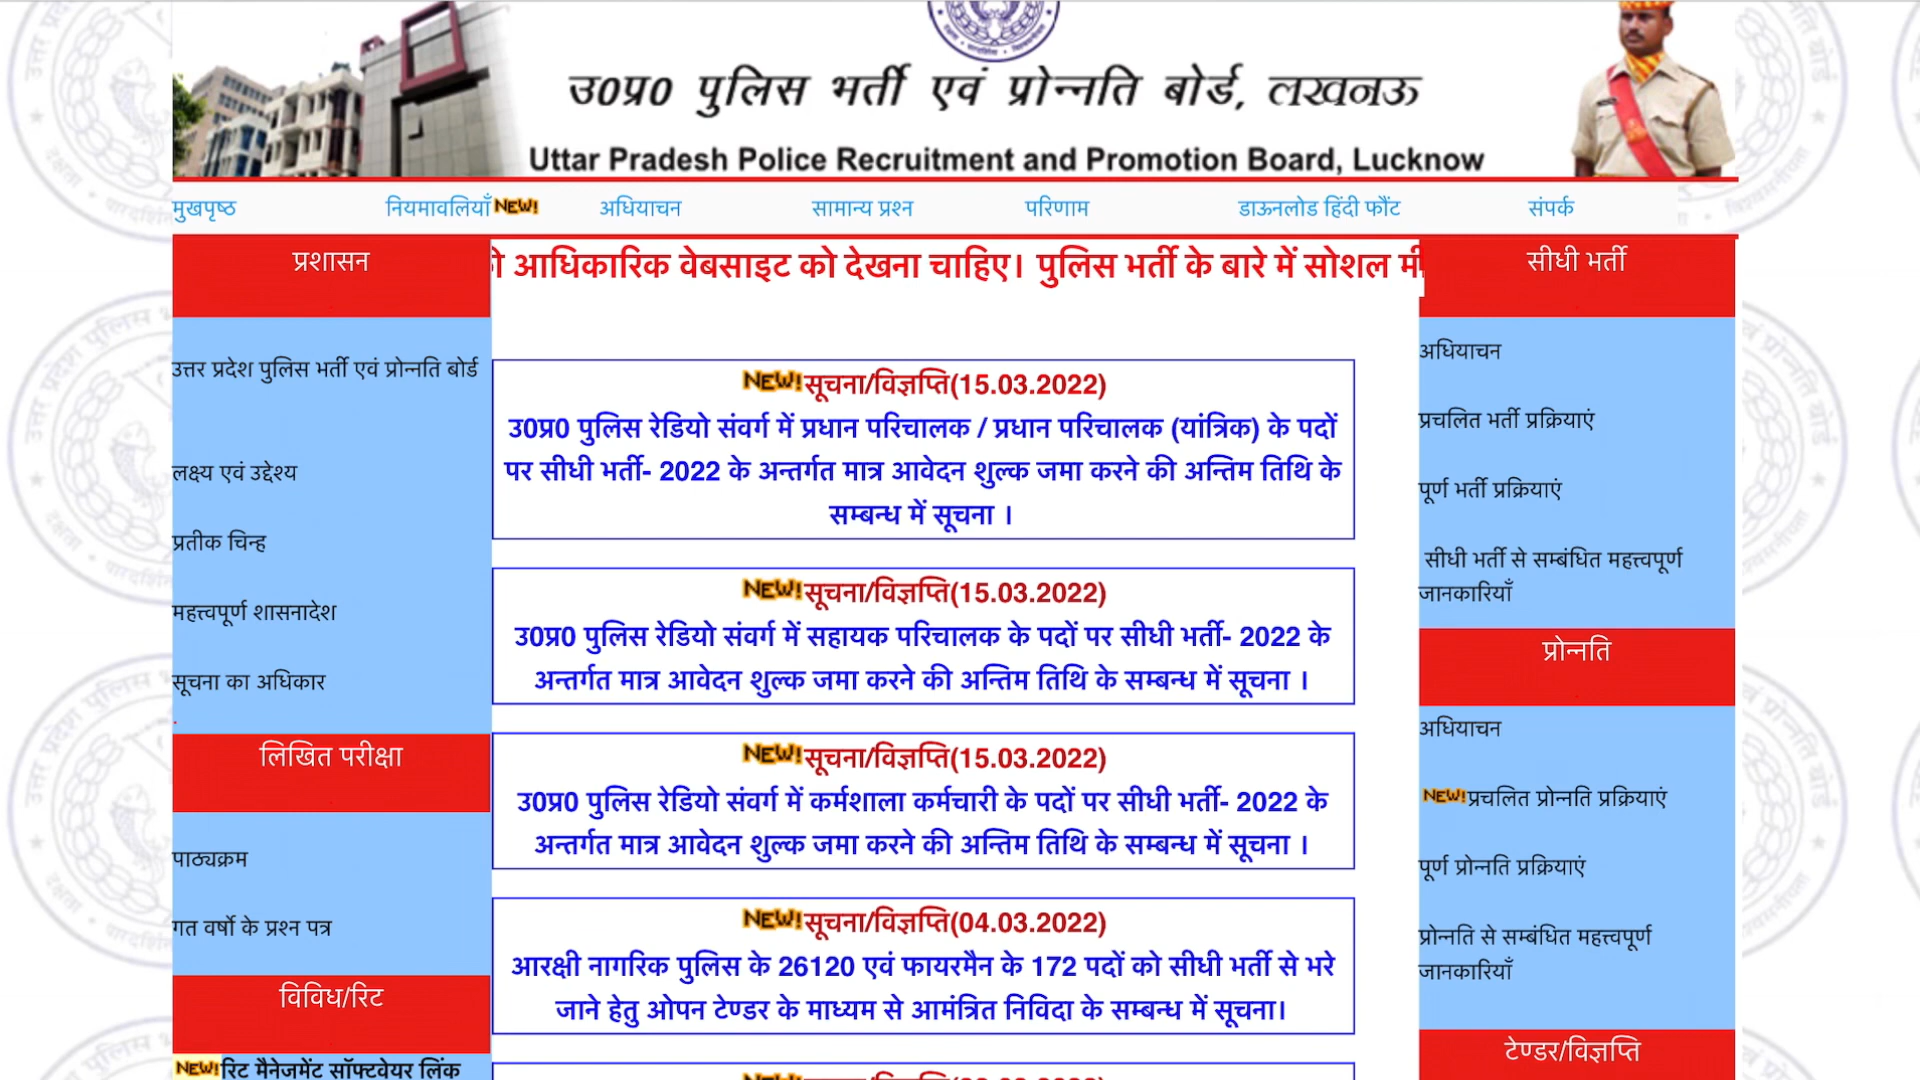 उ0प्र0 पुलिस भर्ती एवं प्रोन्नति बोर्ड, लखनऊ
Uttar Pradesh Police Recruitment and Promotion Board, Lucknow
मुखपृष्ठ नियमावलियाँ NEW! अधियाचन सामान्य प्रश्न परिणाम डाऊनलोड हिंदी फौंट संपर्क
प्रशासन
उत्तर प्रदेश पुलिस भर्ती एवं प्रोन्नति बोर्ड
लक्ष्य एवं उद्देश्य
प्रतीक चिन्ह
महत्त्वपूर्ण शासनादेश
सूचना का अधिकार
लिखित परीक्षा
पाठ्यक्रम
गत वर्षो के प्रश्न पत्र
विविध/रिट
NEW! रिट मैनेजमेंट सॉफ्टवेयर लिंक
आधिकारिक वेबसाइट को देखना चाहिए। पुलिस भर्ती के बारे में सोशल
NEW! सूचना/विज्ञप्ति(15.03.2022)
उ0प्र0 पुलिस रेडियो संवर्ग में प्रधान परिचालक / प्रधान परिचालक (यांत्रिक) के पदों
पर सीधी भर्ती- 2022 के अन्तर्गत मात्र आवेदन शुल्क जमा करने की अन्तिम तिथि के
सम्बन्ध में सूचना ।
NEW! सूचना/विज्ञप्ति(15.03.2022)
उ0प्र0 पुलिस रेडियो संवर्ग में सहायक परिचालक के पदों पर सीधी भर्ती- 2022 के
अन्तर्गत मात्र आवेदन शुल्क जमा करने की अन्तिम तिथि के सम्बन्ध में सूचना ।
NEW! सूचना/विज्ञप्ति(15.03.2022)
उ0प्र0 पुलिस रेडियो संवर्ग में कर्मशाला कर्मचारी के पदों पर सीधी भर्ती- 2022 के
अन्तर्गत मात्र आवेदन शुल्क जमा करने की अन्तिम तिथि के सम्बन्ध में सूचना ।
NEW! सूचना/विज्ञप्ति(04.03.2022)
आरक्षी नागरिक पुलिस के 26120 एवं फायरमैन के 172 पदों को सीधी भर्ती से भरे
जाने हेतु ओपन टेण्डर के माध्यम से आमंत्रित निविदा के सम्बन्ध में सूचना।
सीधी भर्ती
अधियाचन
प्रचलित भर्ती प्रक्रियाएं
पूर्ण भर्ती प्रक्रियाएं
सीधी भर्ती से सम्बंधित महत्त्वपूर्ण
जानकारियाँ
प्रोन्नति
अधियाचन
NEW! प्रचलित प्रोन्नति प्रक्रियाएं
पूर्ण प्रोन्नति प्रक्रियाएं
प्रोन्नति से सम्बंधित महत्त्वपूर्ण
जानकारियाँ
टेण्डर/विज्ञप्ति